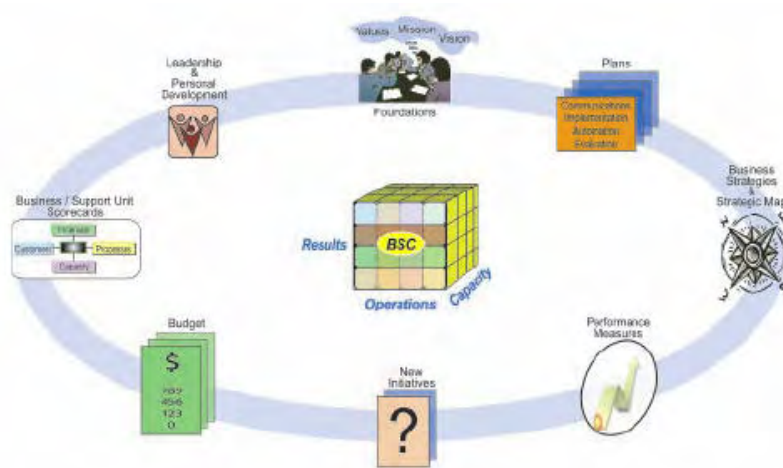 Values Mission Vision
Foundations
Plans
Communications
Implementation
Automation
Evaluation
Business
Strategies
&
Strategic Map
Performance
Measures
New
Initiatives
?
Budget
$
789
456
123
0
Business / Support Unit
Scorecards
Financial
Customers
Processes
Capacity
Leadership
&
Personal
Development
Results
BSC
Operations
Capacity